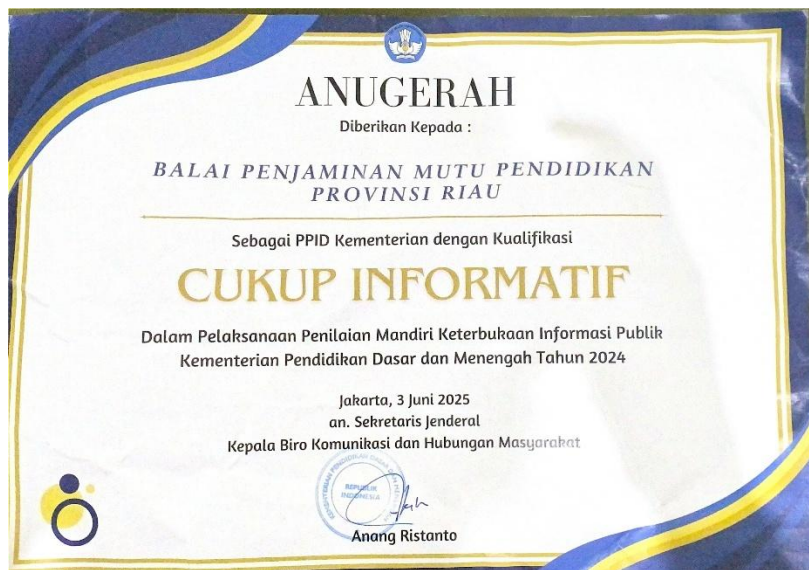 ANUGERAH
Diberikan Kepada :
BALAI PENJAMINAN MUTU PENDIDIKAN
PROVINSI RIAU
Sebagai PPID Kementerian dengan Kualifikasi
CUKUP INFORMATIF
Dalam Pelaksanaan Penilaian Mandiri Keterbukaan Informasi Publik
Kementerian Pendidikan Dasar dan Menengah Tahun 2024
Jakarta, 3 Juni 2025
an. Sekretaris Jenderal
Kepala Biro Komunikasi dan Hubungan Masyarakat
REPUBLIK
INDONESIA
Anang Ristanto